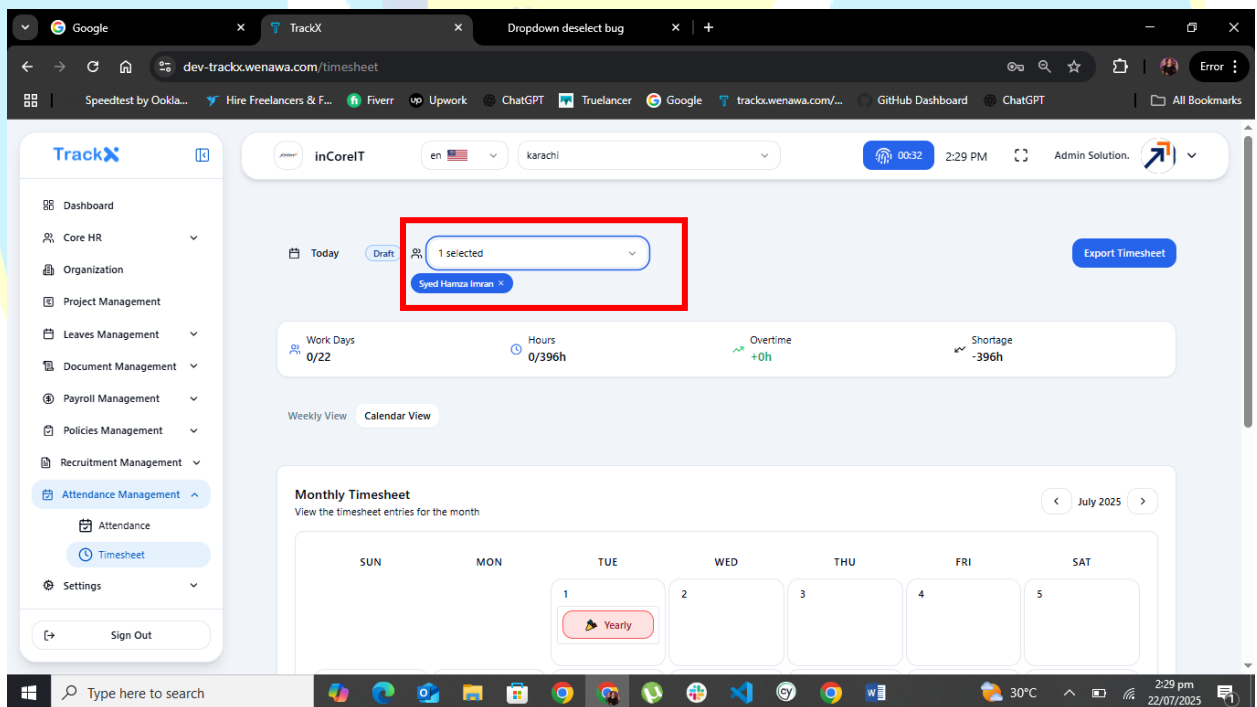 Google
TrackX
Dropdown deselect bug
dev-trackx.wenawa.com/timesheet
Error
Speedtest by Ookla...
Hire Freelancers & F...
Fiverr
Upwork
ChatGPT
Truelancer
Google
trackx.wenawa.com/...
GitHub Dashboard
ChatGPT
All Bookmarks
TrackX
inCoreIT
en
karachi
00:32
2:29 PM
Admin Solution.
Dashboard
Core HR
Organization
Project Management
Leaves Management
Document Management
Payroll Management
Policies Management
Recruitment Management
Attendance Management
Attendance
Timesheet
Settings
Sign Out
Today
Draft
1 selected
Syed Hamza Imran ×
Export Timesheet
Work Days
0/22
Hours
0/396h
Overtime
+0h
Shortage
-396h
Weekly View
Calendar View
Monthly Timesheet
View the timesheet entries for the month
July 2025
SUN MON TUE WED THU FRI SAT
1 2 3 4 5
Yearly
Type here to search
30°C
2:29 pm
22/07/2025